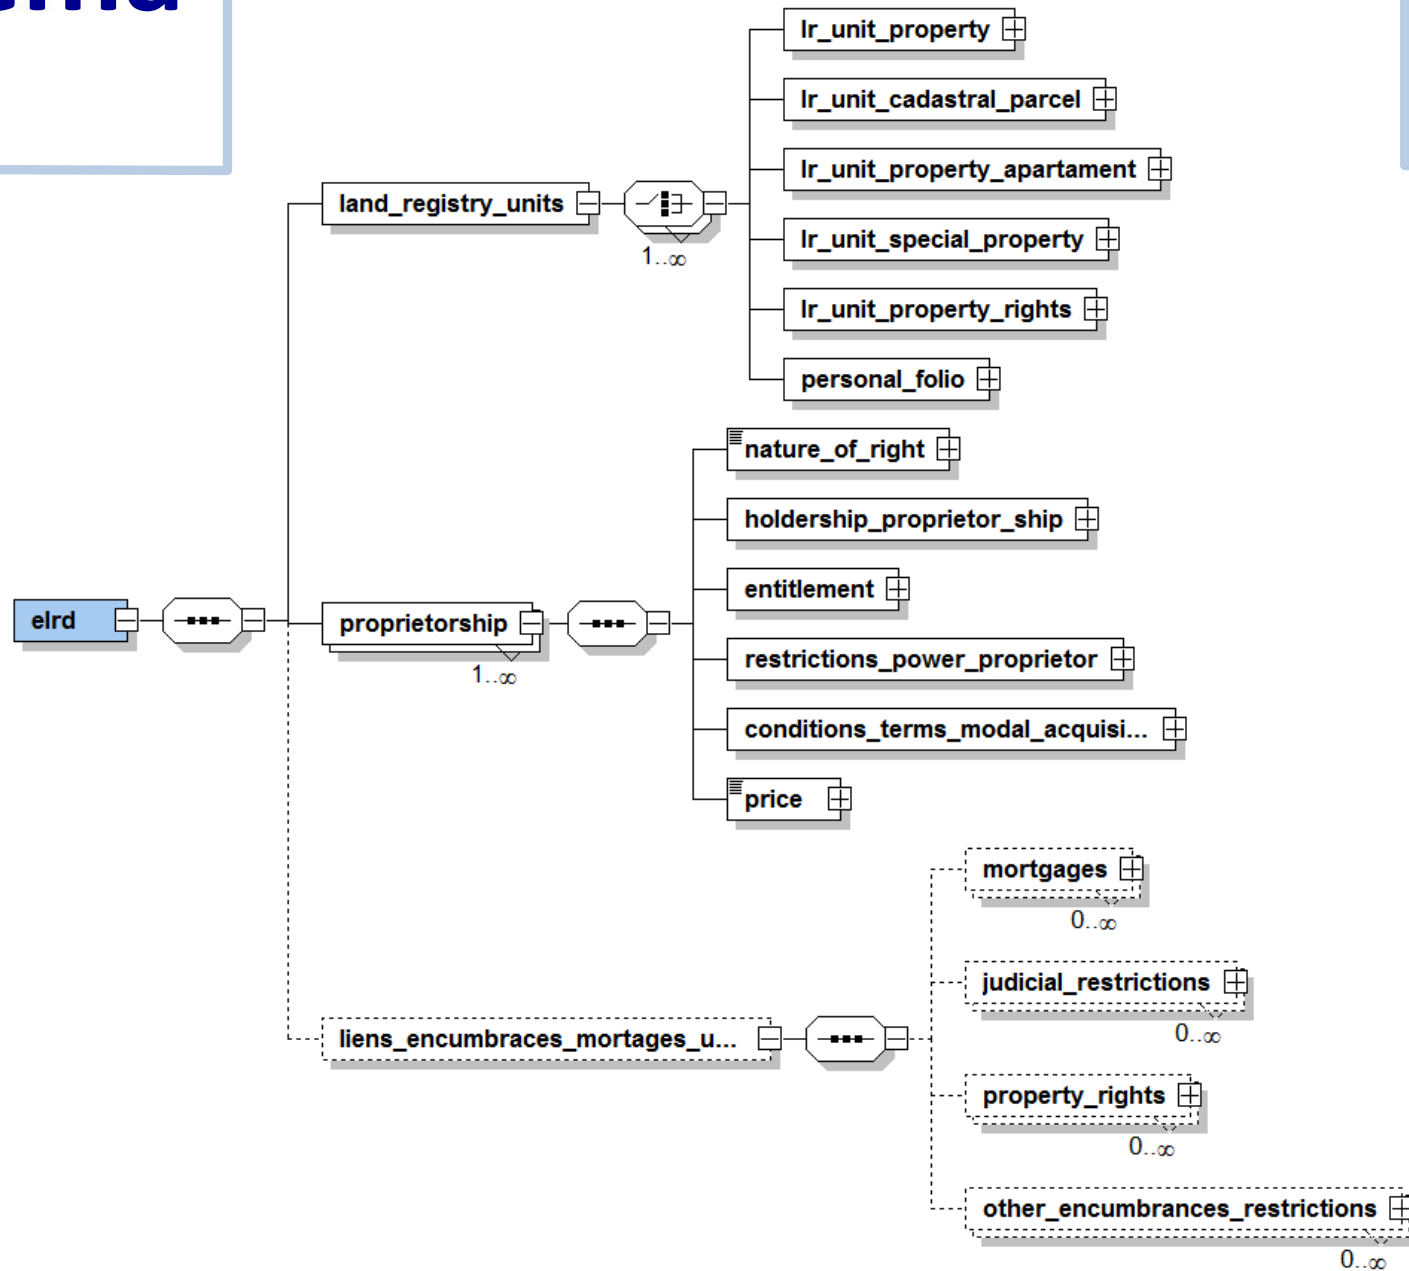 lr_unit_property
lr_unit_cadastral_parcel
lr_unit_property_apartament
land_registry_units
1..∞
lr_unit_special_property
lr_unit_property_rights
personal_folio
nature_of_right
holdership_proprietor_ship
entitlement
elrd
proprietorship
1..∞
restrictions_power_proprietor
conditions_terms_modal_acquisi...
price
mortgages
0..∞
judicial_restrictions
0..∞
liens_encumbraces_mortages_u...
property_rights
0..∞
other_encumbrances_restrictions
0..∞